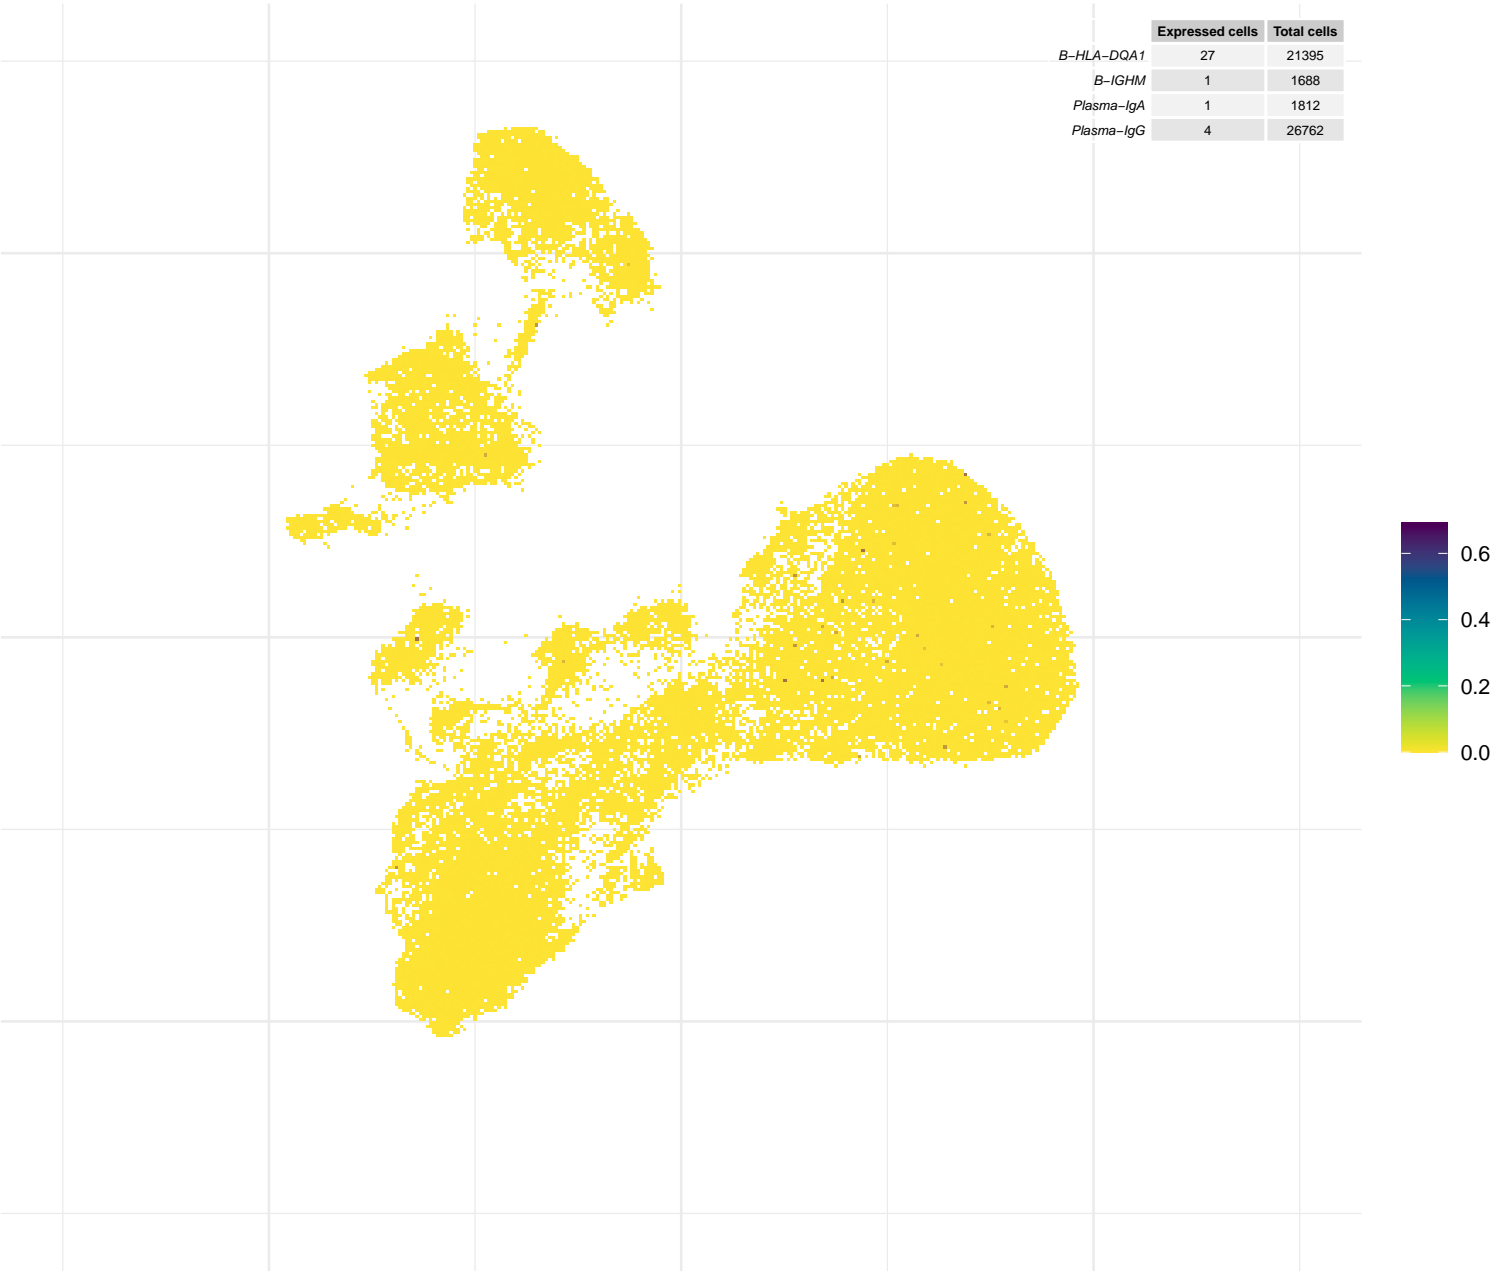 Expressed cells Total cells
B−HLA−DQA1 27 21395
B−IGHM 1 1688
Plasma−IgA 1 1812
Plasma−IgG 4 26762
0.6
0.4
0.2
0.0